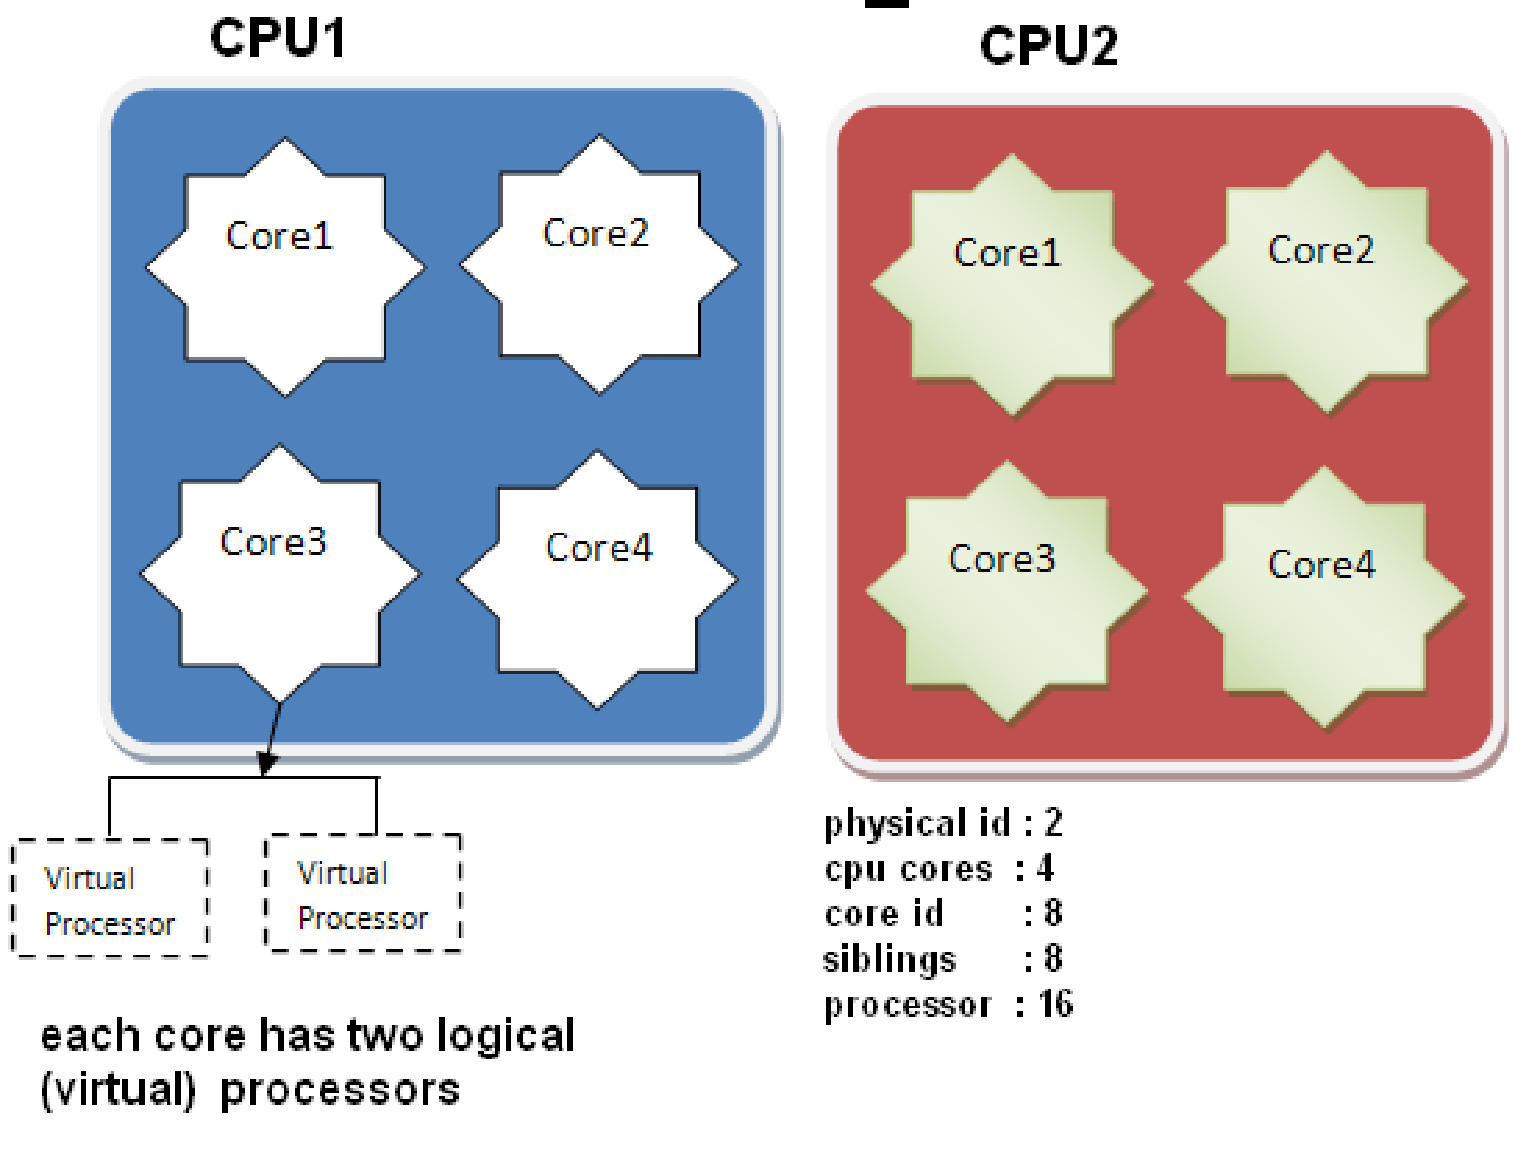 CPU1
CPU2
Core1
Core2
Core1
Core2
Core3
Core4
Core3
Core4
Virtual
Processor
Virtual
Processor
each core has two logical
(virtual) processors
physical id : 2
cpu cores : 4
core id : 8
siblings : 8
processor : 16